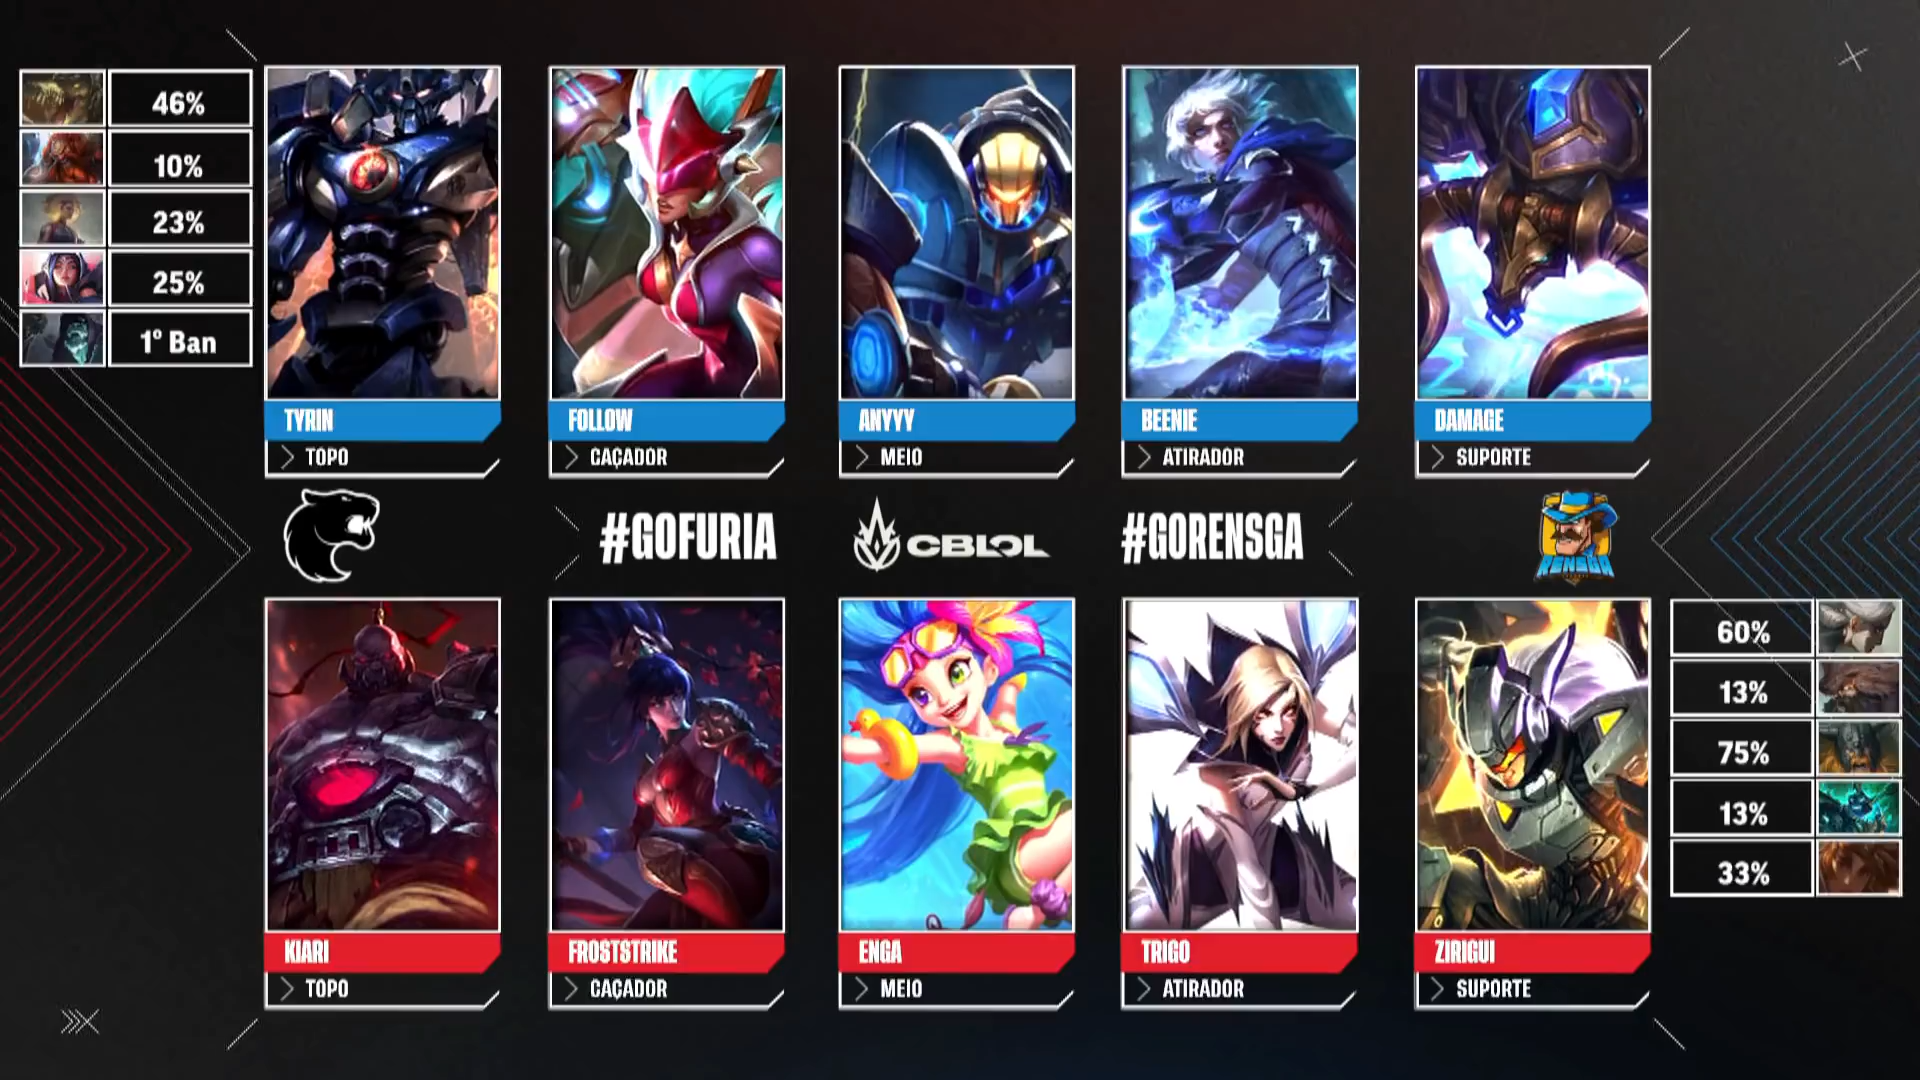 46%
10%
23%
25%
1º Ban
TYRIN
TOPO
FOLLOW
CAÇADOR
ANYYY
MEIO
BEENIE
ATIRADOR
DAMAGE
SUPORTE
#GOFURIA
CBLOL
#GORENSGA
RENSGA
KIARI
TOPO
FROSTSTRIKE
CAÇADOR
ENGA
MEIO
TRIGO
ATIRADOR
ZIRIGUI
SUPORTE
60%
13%
75%
13%
33%